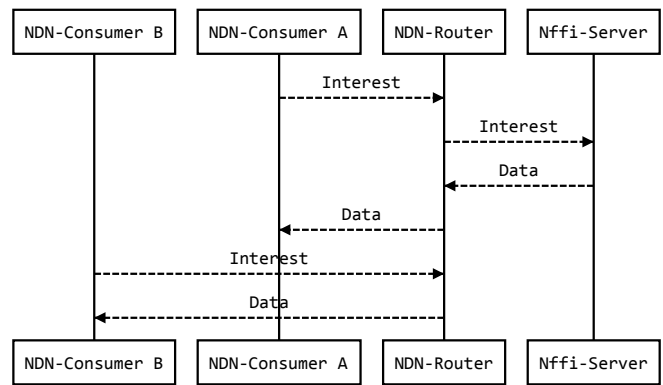 NDN-Consumer B
NDN-Consumer A
NDN-Router
Nffi-Server
Interest
Interest
Data
Data
Interest
Data
NDN-Consumer B
NDN-Consumer A
NDN-Router
Nffi-Server